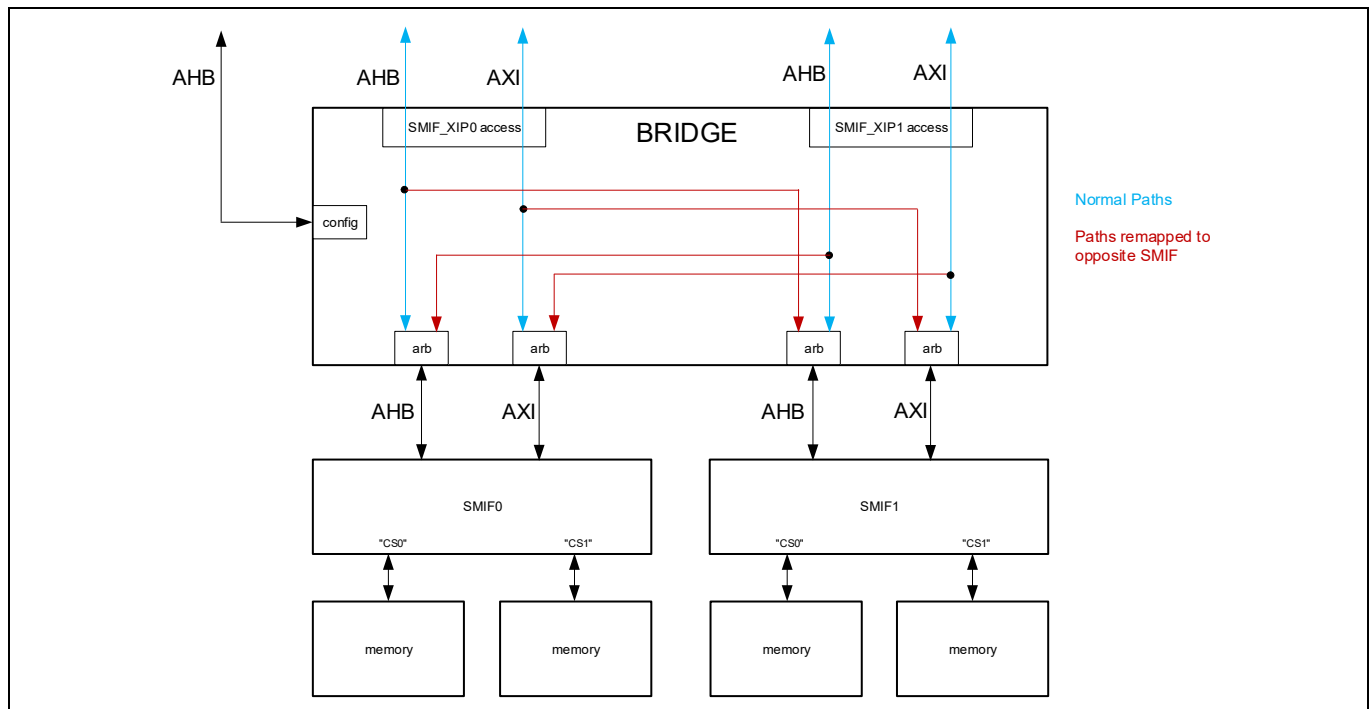 AHB
AHB
AXI
AHB
AXI
SMIF_XIP0 access
BRIDGE
SMIF_XIP1 access
config
Normal Paths
Paths remapped to
opposite SMIF
arb
arb
arb
arb
AHB
AXI
AHB
AXI
SMIF0
SMIF1
"CS0"
"CS1"
"CS0"
"CS1"
memory
memory
memory
memory